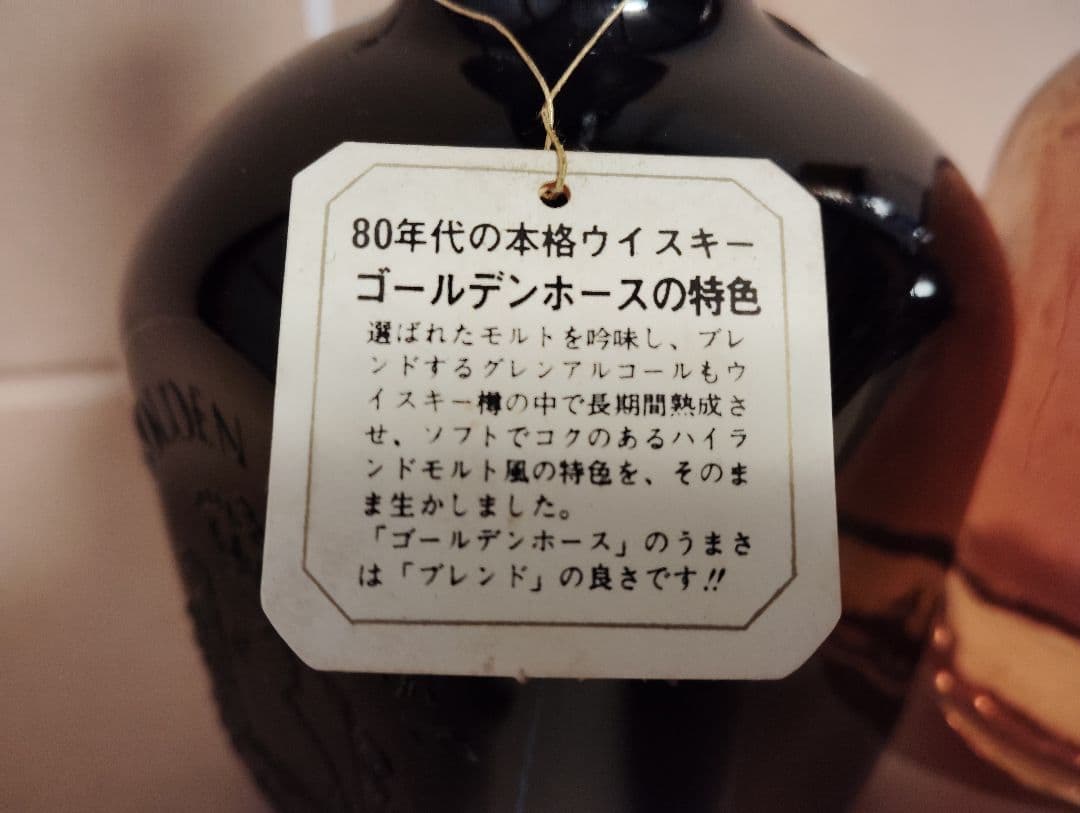 80年代の本格ウイスキー
ゴールデンホースの特色
選ばれたモルトを吟味し、ブレ
ンドするグレンアルコールもウ
イスキー樽の中で長期間熟成さ
せ、ソフトでコクのあるハイラ
ンドモルト風の特色を、そのま
ま生かしました。
「ゴールデンホース」のうまさ
は「ブレンド」の良さです!!